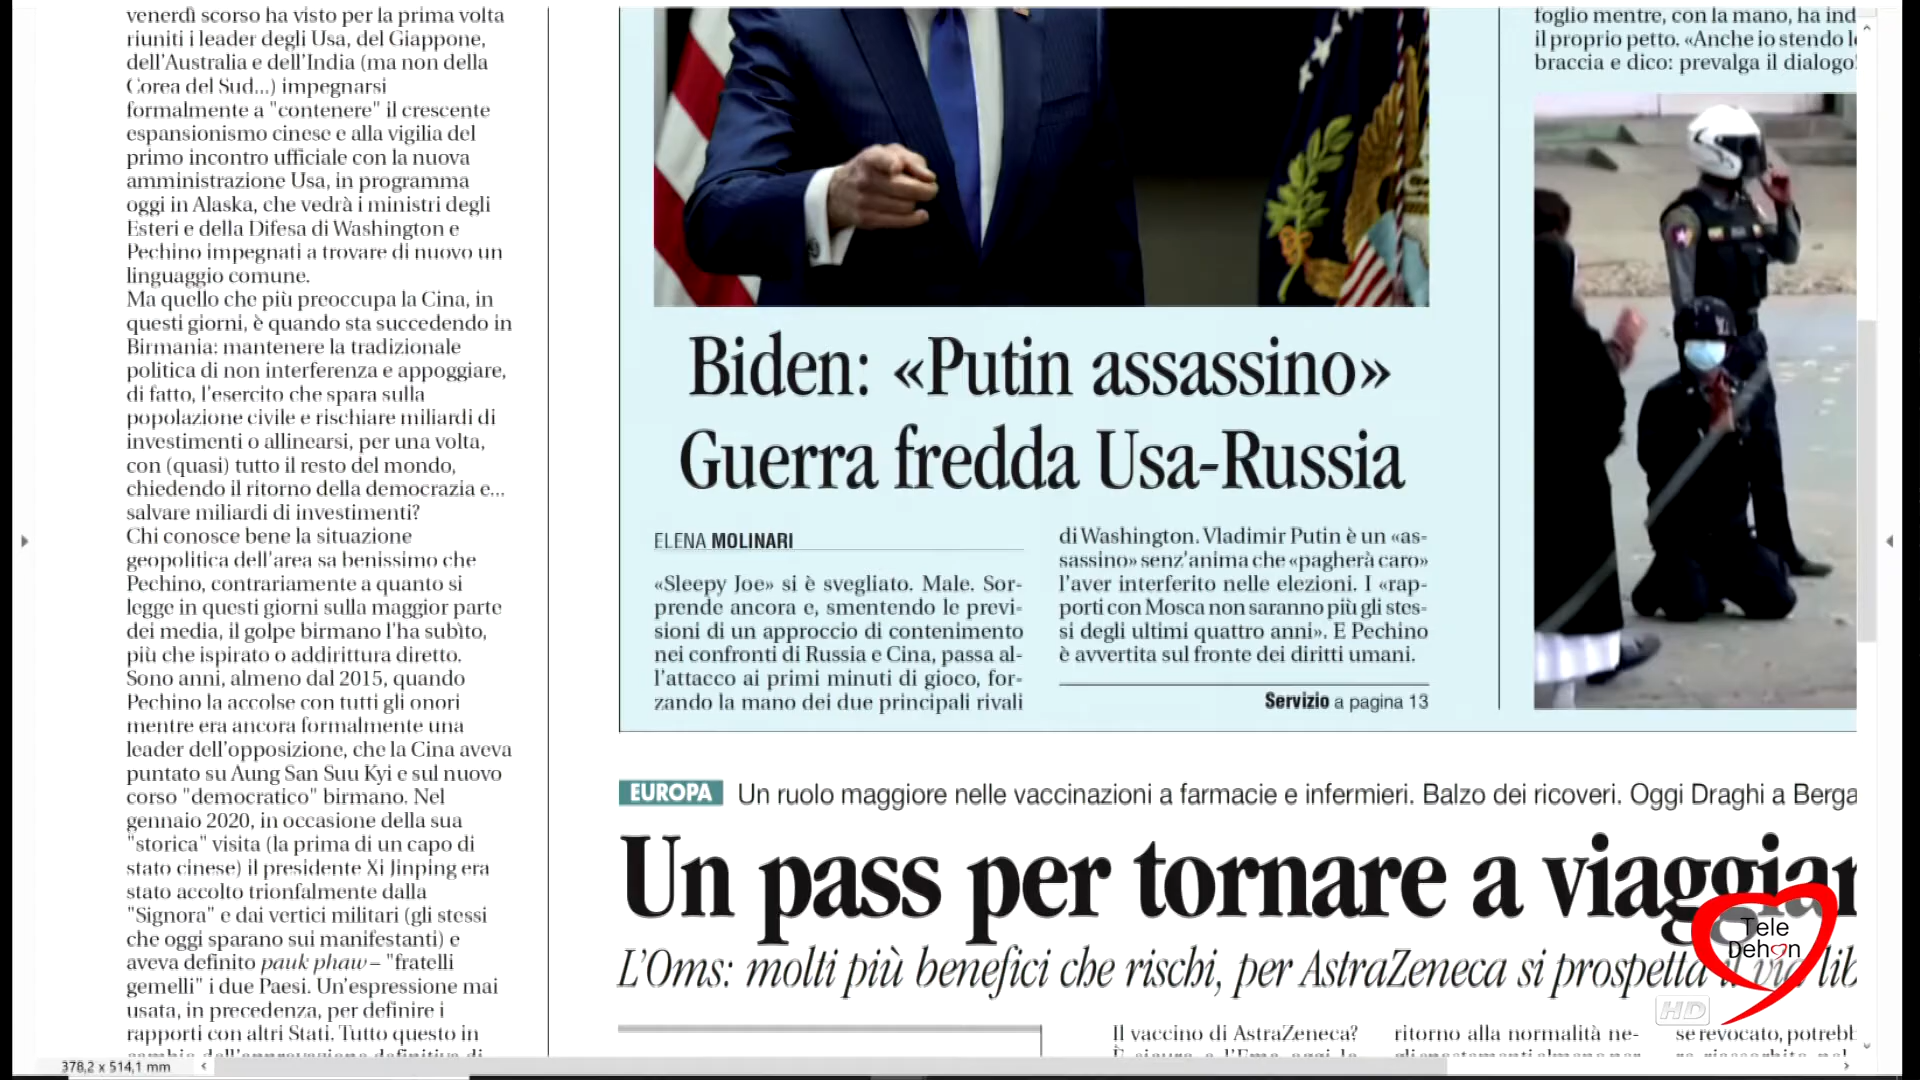 venerdì scorso ha visto per la prima volta
riuniti i leader degli Usa, del Giappone,
dell'Australia e dell'India (ma non della
Corea del Sud...) impegnarsi
formalmente a "contenere" il crescente
espansionismo cinese e alla vigilia del
primo incontro ufficiale con la nuova
amministrazione Usa, in programma
oggi in Alaska, che vedrà i ministri degli
Esteri e della Difesa di Washington e
Pechino impegnati a trovare di nuovo un
linguaggio comune.
Ma quello che più preoccupa la Cina, in
questi giorni, è quando sta succedendo in
Birmania: mantenere la tradizionale
politica di non interferenza e appoggiare,
di fatto, l'esercito che spara sulla
popolazione civile e rischiare miliardi di
investimenti o allinearsi, per una volta,
con (quasi) tutto il resto del mondo,
chiedendo il ritorno della democrazia e...
salvare miliardi di investimenti?
Chi conosce bene la situazione
geopolitica dell'area sa benissimo che
Pechino, contrariamente a quanto si
legge in questi giorni sulla maggior parte
dei media, il golpe birmano l'ha subìto,
più che ispirato o addirittura diretto.
Sono anni, almeno dal 2015, quando
Pechino la accolse con tutti gli onori
mentre era ancora formalmente una
leader dell'opposizione, che la Cina aveva
puntato su Aung San Suu Kyi e sul nuovo
corso "democratico" birmano. Nel
gennaio 2020, in occasione della sua
"storica" visita (la prima di un capo di
stato cinese) il presidente Xi Jinping era
stato accolto trionfalmente dalla
"Signora" e dai vertici militari (gli stessi
che oggi sparano sui manifestanti) e
aveva definito pauk phaw – "fratelli
gemelli" i due Paesi. Un'espressione mai
usata, in precedenza, per definire i
rapporti con altri Stati. Tutto questo in
cambio dell'approvazione definitiva di
Biden: «Putin assassino»
Guerra fredda Usa-Russia
ELENA MOLINARI
«Sleepy Joe» si è svegliato. Male. Sor-
prende ancora e, smentendo le previ-
sioni di un approccio di contenimento
nei confronti di Russia e Cina, passa al-
l'attacco ai primi minuti di gioco, for-
zando la mano dei due principali rivali
di Washington. Vladimir Putin è un «as-
sassino» senz'anima che «pagherà caro»
l'aver interferito nelle elezioni. I «rap-
porti con Mosca non saranno più gli stes-
si degli ultimi quattro anni». E Pechino
è avvertita sul fronte dei diritti umani.
Servizio a pagina 13
foglio mentre, con la mano, ha ind
il proprio petto. «Anche io stendo le
braccia e dico: prevalga il dialogo!
EUROPA Un ruolo maggiore nelle vaccinazioni a farmacie e infermieri. Balzo dei ricoveri. Oggi Draghi a Berga
Un pass per tornare a viaggiar
L'Oms: molti più benefici che rischi, per AstraZeneca si prospetta il via lib
Il vaccino di AstraZeneca?
ritorno alla normalità ne-
se revocato, potrebb
Tele
Dehon
HD
378,2 x 514,1 mm